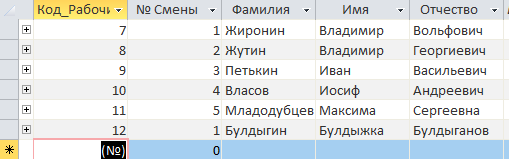 Код_Рабочи № Смены Фамилия Имя Отчество
7 1 Жиронин Владимир Вольфович
8 2 Жутин Владимир Георгиевич
9 3 Петькин Иван Васильевич
10 4 Власов Иосиф Андреевич
11 5 Младодубцев Максима Сергеевна
12 1 Булдыгин Булдыжка Булдыганов
(№) 0